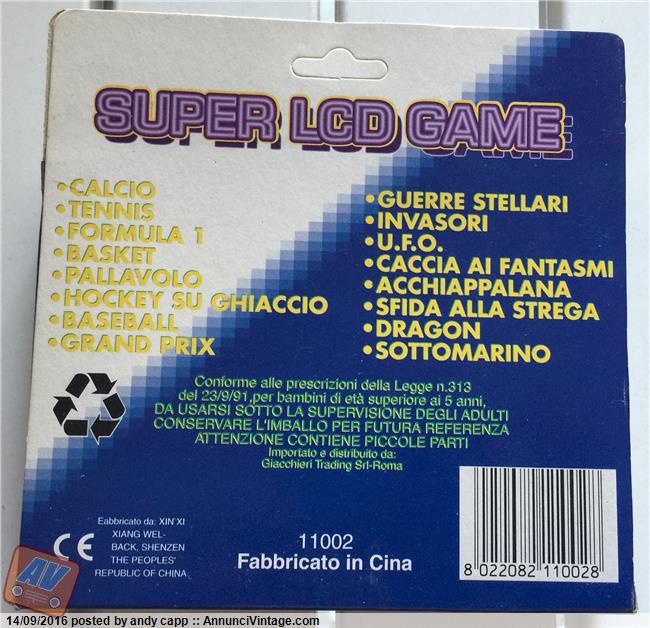 SUPER LCD GAME
•CALCIO
•TENNIS
•FORMULA 1
•BASKET
•PALLAVOLO
•HOCKEY SU GHIACCIO
•BASEBALL
•GRAND PRIX
•GUERRE STELLARI
•INVASORI
•U.F.O.
•CACCIA AI FANTASMI
•ACCHIAPPALANA
•SFIDA ALLA STREGA
•DRAGON
•SOTTOMARINO
Conforme alle prescrizioni della Legge n.313
del 23/9/91,per bambini di età superiore ai 5 anni,
DA USARSI SOTTO LA SUPERVISIONE DEGLI ADULTI
CONSERVARE L'IMBALLO PER FUTURA REFERENZA
ATTENZIONE CONTIENE PICCOLE PARTI
Importato e distribuito da:
Giacchieri Trading Srl-Roma
CE
Eabbricato da: XIN'XI
XIANG WEL-
BACK, SHENZEN
THE PEOPLES'
REPUBLIC OF CHINA
11002
Fabbricato in Cina
8 022082 110028
AV
14/09/2016 posted by andy capp :: AnnunciVintage.com